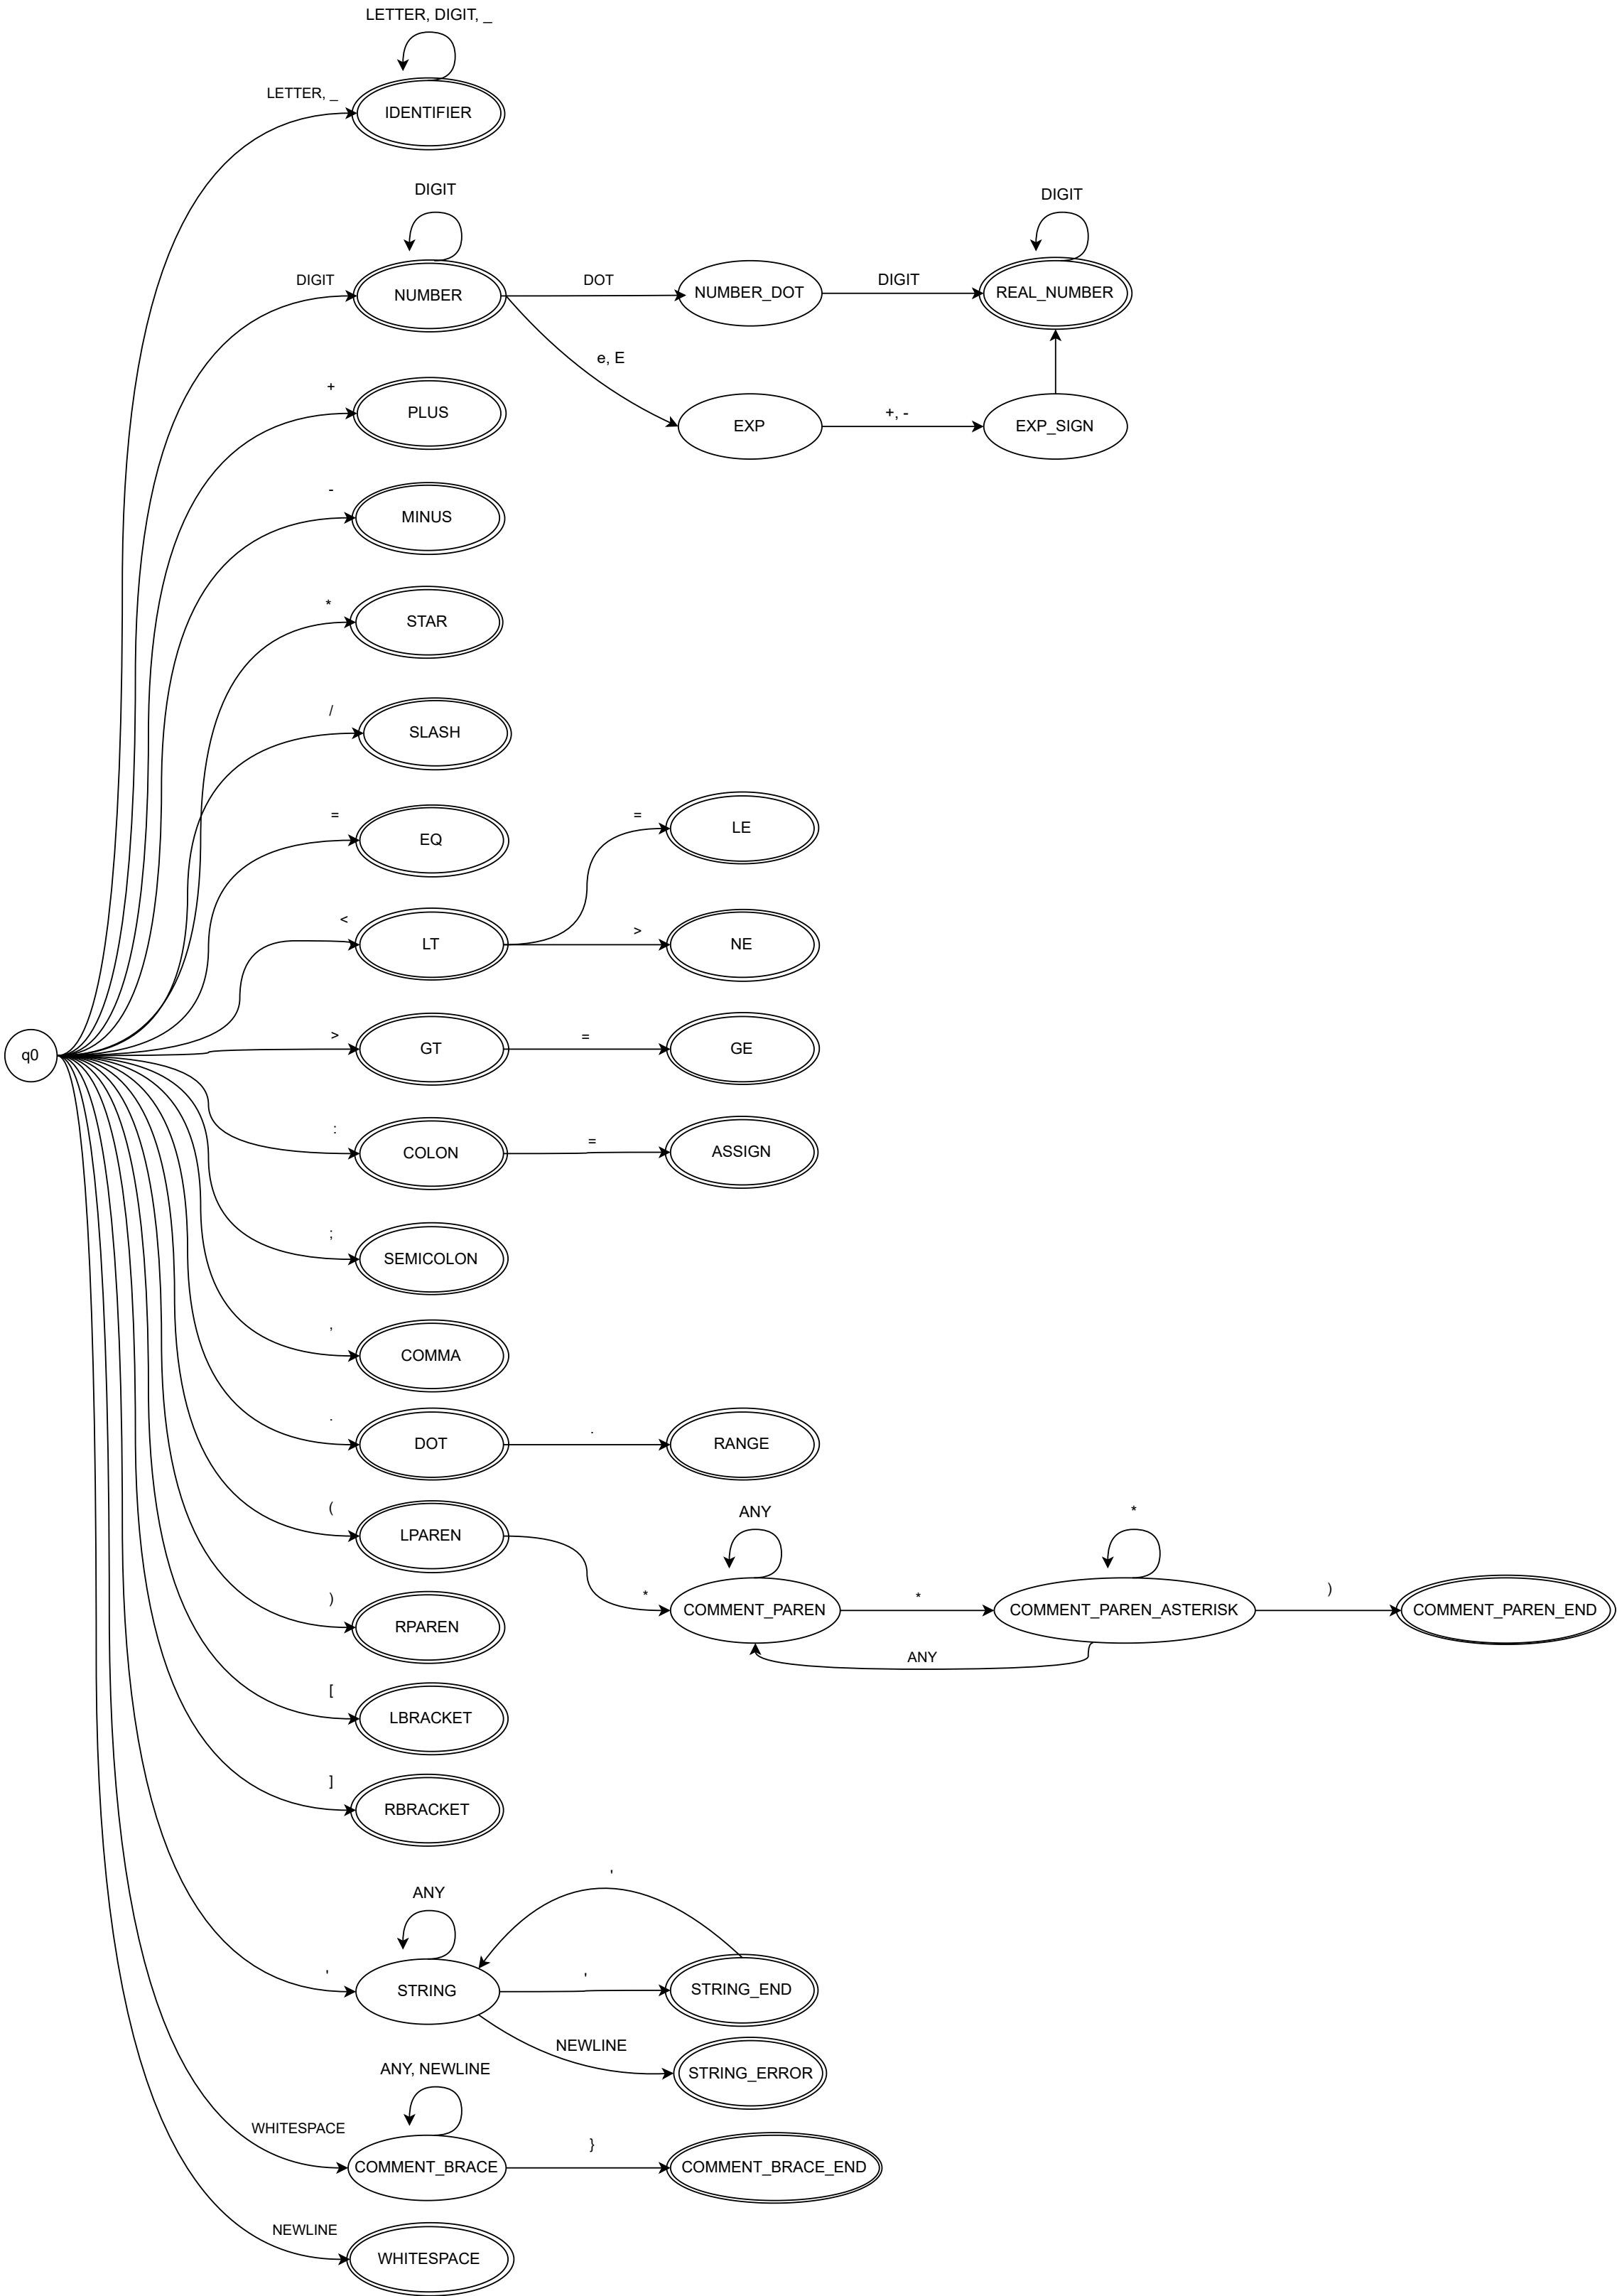 LETTER, DIGIT, _
LETTER, _
IDENTIFIER
DIGIT
DIGIT
DIGIT
NUMBER
DOT
NUMBER_DOT
DIGIT
REAL_NUMBER
e, E
+
PLUS
EXP
+, -
EXP_SIGN
-
MINUS
*
STAR
/
SLASH
=
EQ
=
LE
<
LT
>
NE
>
GT
=
GE
q0
:
COLON
=
ASSIGN
;
SEMICOLON
,
COMMA
.
DOT
.
RANGE
(
LPAREN
ANY
*
*
COMMENT_PAREN
*
COMMENT_PAREN_ASTERISK
)
COMMENT_PAREN_END
ANY
)
RPAREN
[
LBRACKET
]
RBRACKET
'
ANY
'
STRING
'
STRING_END
NEWLINE
STRING_ERROR
ANY, NEWLINE
WHITESPACE
COMMENT_BRACE
}
COMMENT_BRACE_END
NEWLINE
WHITESPACE